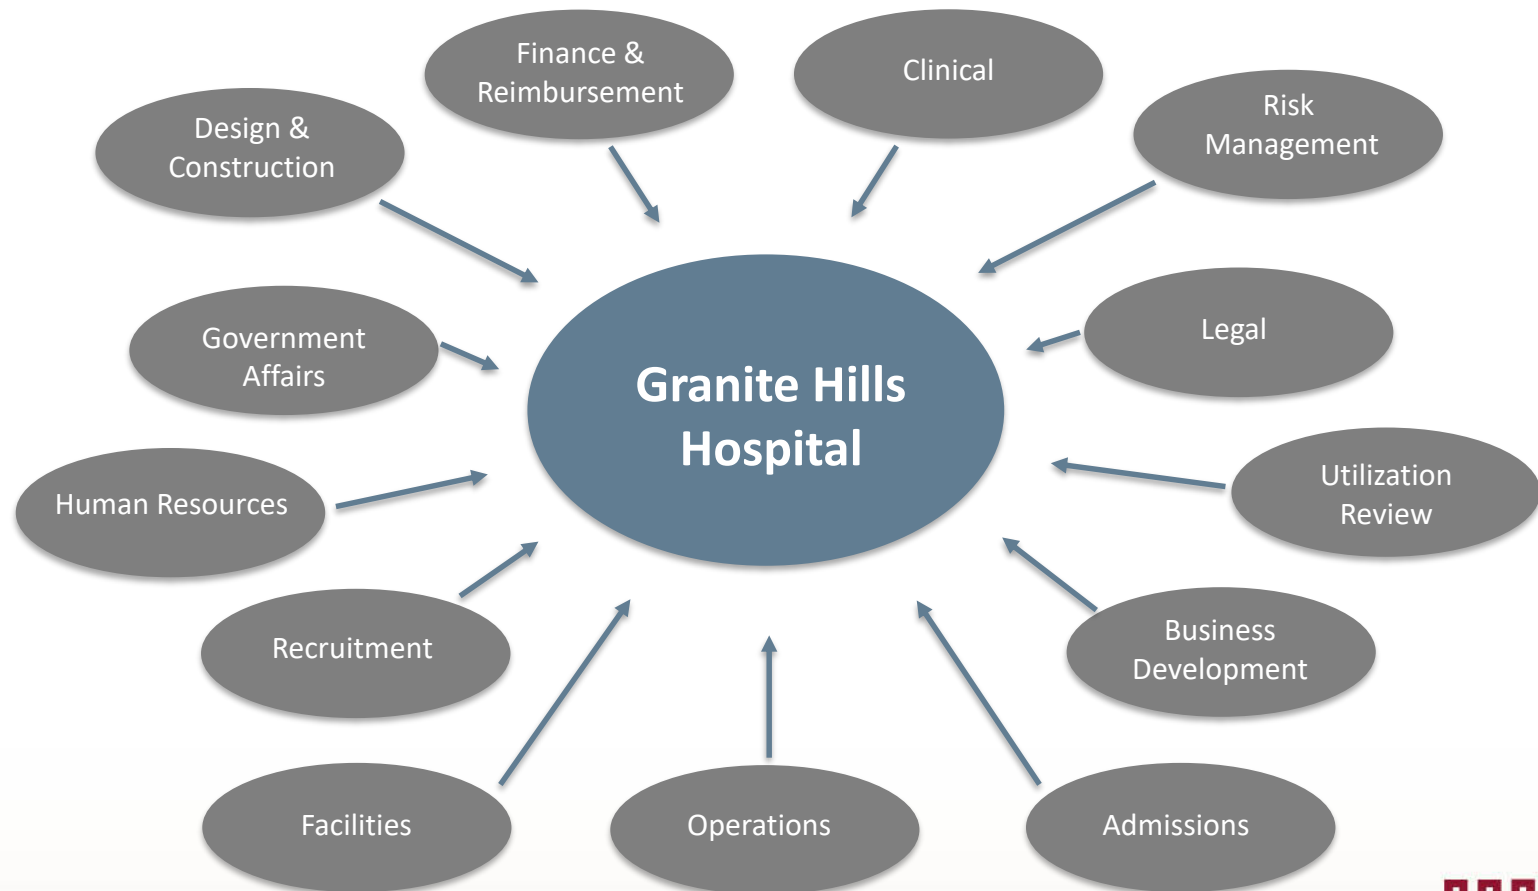 Finance &
Reimbursement
Clinical
Design &
Construction
Risk
Management
Government
Affairs
Legal
Granite Hills
Hospital
Human Resources
Utilization
Review
Recruitment
Business
Development
Facilities
Operations
Admissions